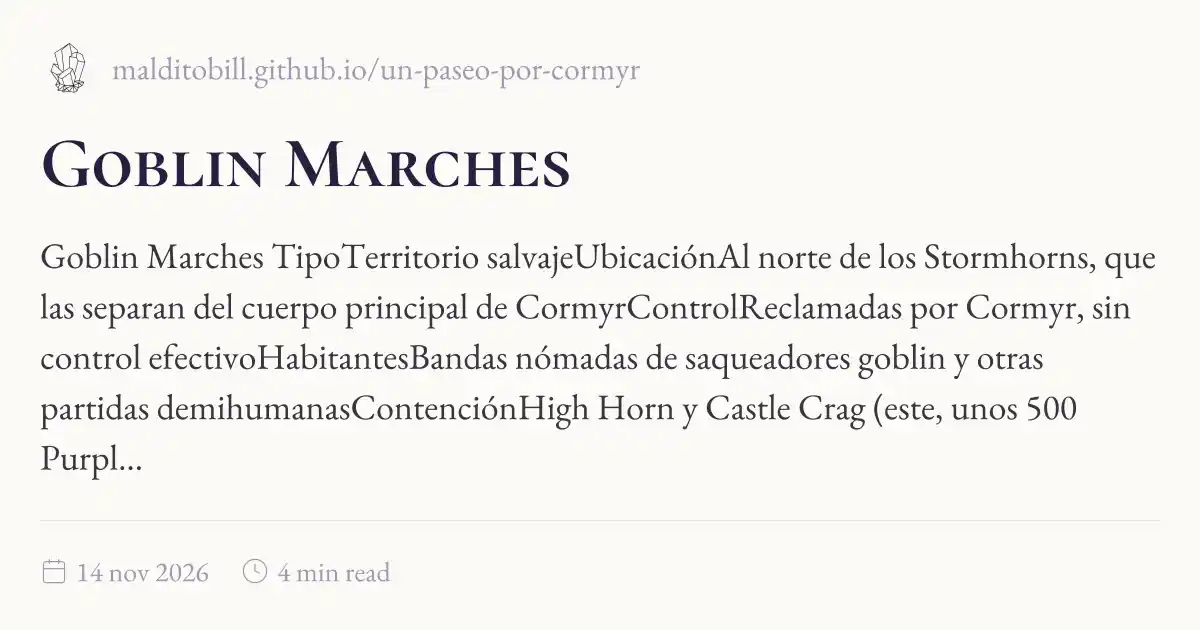 malditobill.github.io/un-paseo-por-cormyr
Goblin Marches
Goblin Marches TipoTerritorio salvajeUbicaciónAl norte de los Stormhorns, que
las separan del cuerpo principal de CormyrControlReclamadas por Cormyr, sin
control efectivoHabitantesBandas nómadas de saqueadores goblin y otras
partidas demihumanasContenciónHigh Horn y Castle Crag (este, unos 500
Purpl...
14 nov 2026
4 min read